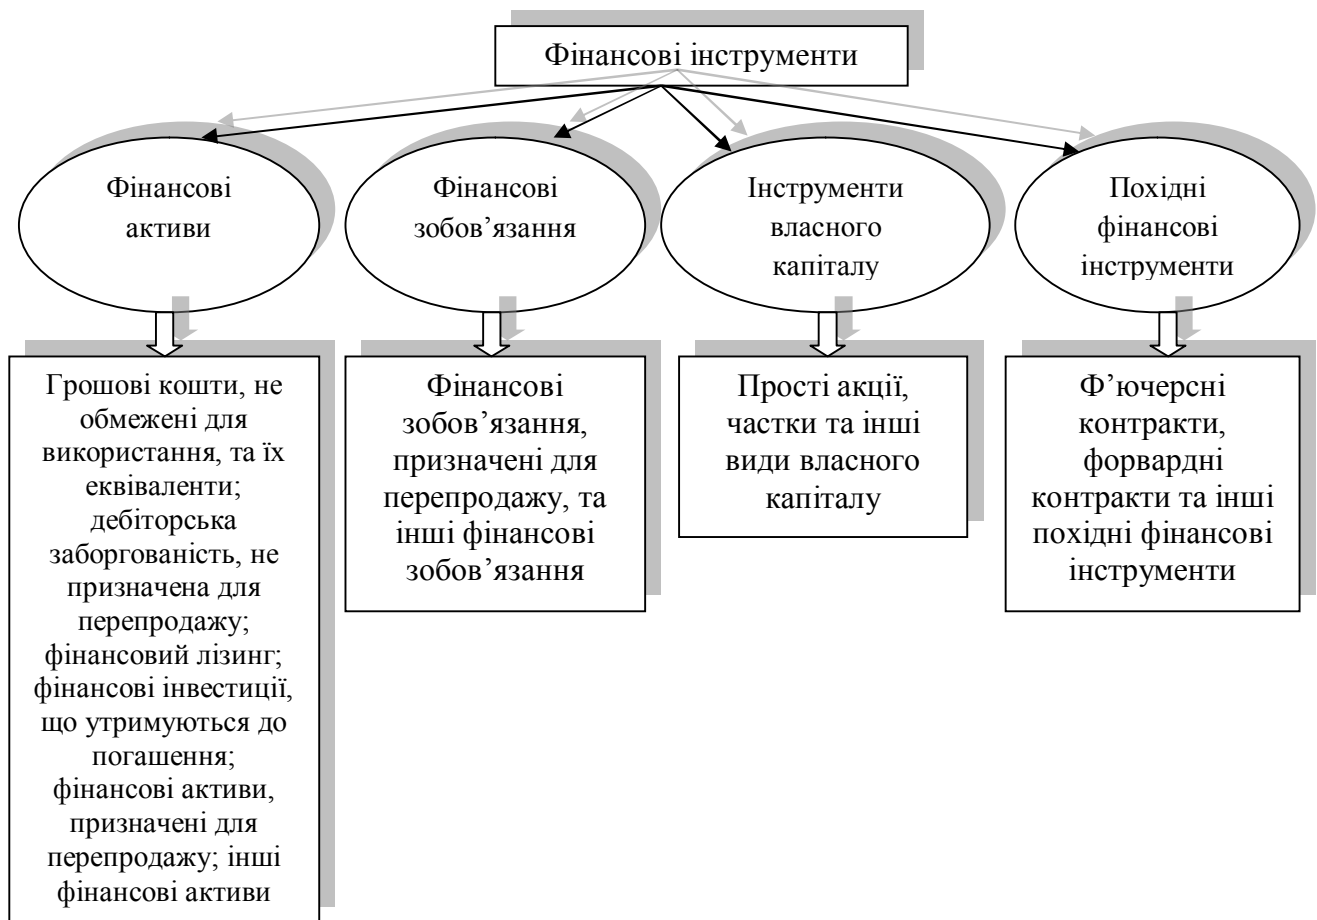 Фінансові інструменти
Фінансові
активи
Фінансові
зобов’язання
Інструменти
власного
капіталу
Похідні
фінансові
інструменти
Грошові кошти, не
обмежені для
використання, та їх
еквіваленти;
дебіторська
заборгованість, не
призначена для
перепродажу;
фінансовий лізинг;
фінансові інвестиції,
що утримуються до
погашення;
фінансові активи,
призначені для
перепродажу; інші
фінансові активи
Фінансові
зобов’язання,
призначені для
перепродажу, та
інші фінансові
зобов’язання
Прості акції,
частки та інші
види власного
капіталу
Ф’ючерсні
контракти,
форвардні
контракти та інші
похідні фінансові
інструменти